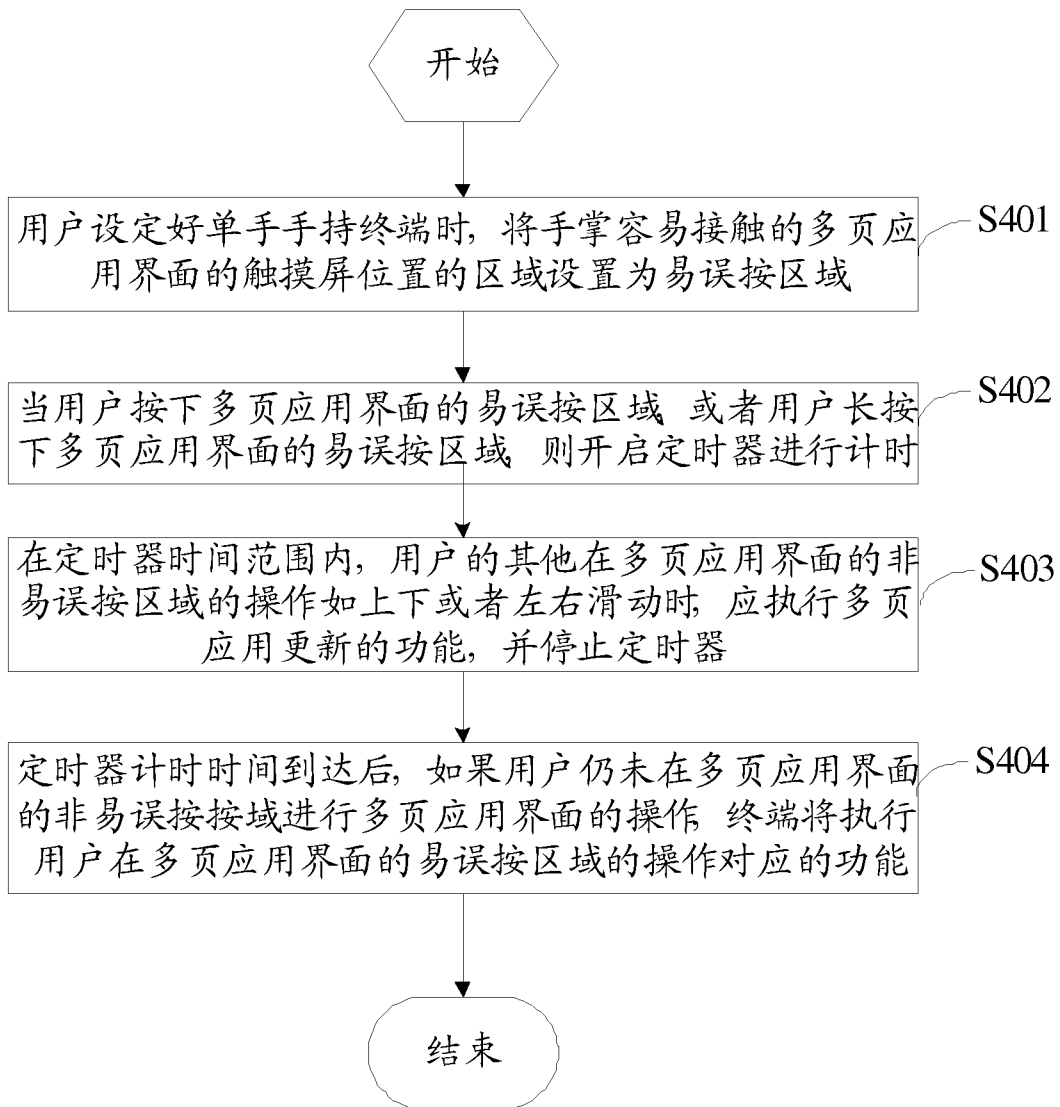 开始
用户设定好单手手持终端时, 将手掌容易接触的多页应
用界面的触摸屏位置的区域设置为易误按区域
S401
当用户按下多页应用界面的易误按区域, 或者用户长按
下多页应用界面的易误按区域, 则开启定时器进行计时
S402
在定时器时间范围内, 用户的其他在多页应用界面的非
易误按区域的操作如上下或者左右滑动时, 应执行多页
应用更新的功能, 并停止定时器
S403
定时器计时时间到达后, 如果用户仍未在多页应用界面
的非易误按按域进行多页应用界面的操作, 终端将执行
用户在多页应用界面的易误按区域的操作对应的功能
S404
结束